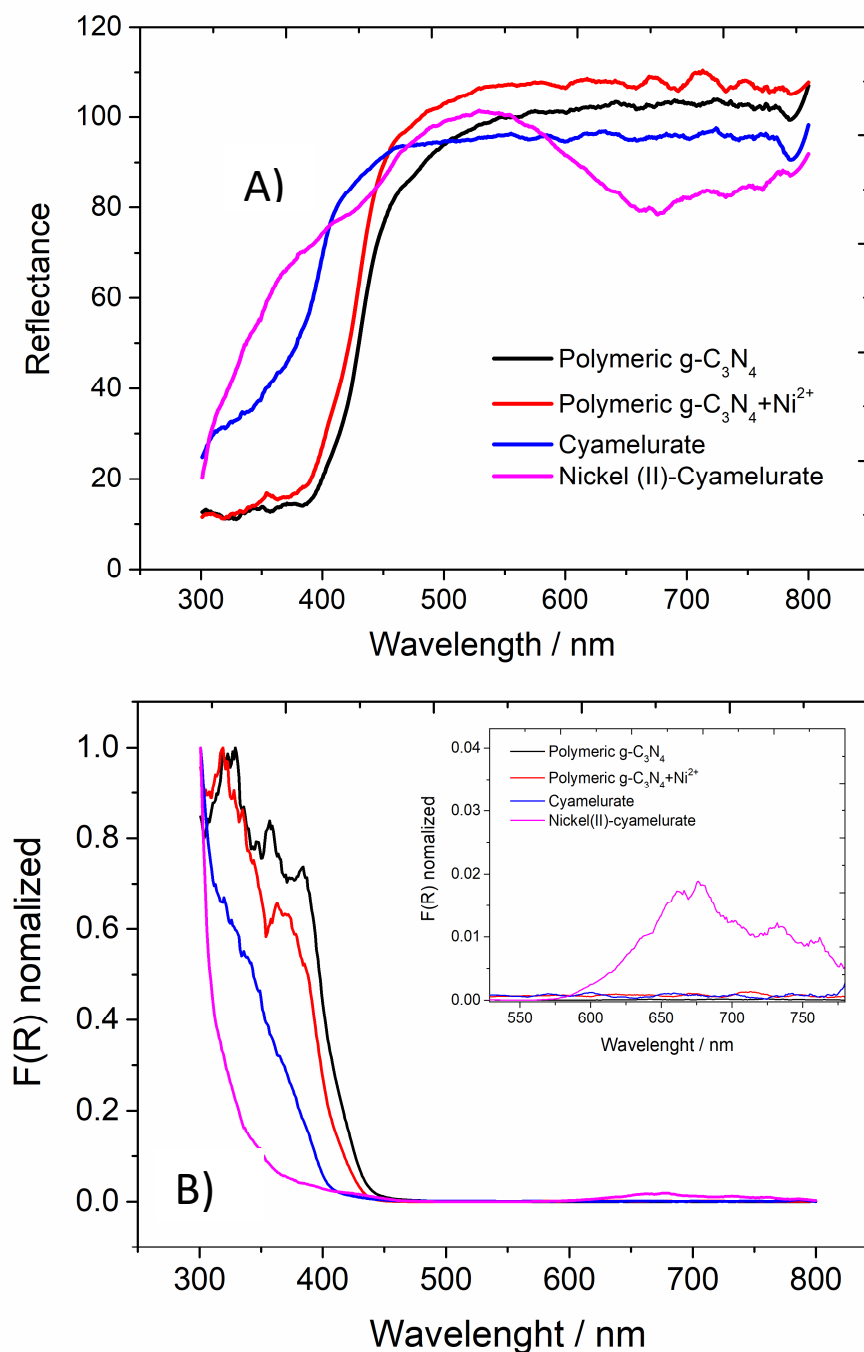 120
100
80
60
40
20
0
Reflectance
A)
Polymeric g-C₃N₄
Polymeric g-C₃N₄+Ni²⁺
Cyamelurate
Nickel (II)-Cyamelurate
300 400 500 600 700 800
Wavelength / nm
1.0
0.8
0.6
0.4
0.2
0.0
F(R) nomalized
B)
0.04
0.03
0.02
0.01
0.00
F(R) nomalized
Polymeric g-C₃N₄
Polymeric g-C₃N₄+Ni²⁺
Cyamelurate
Nickel(II)-cyamelurate
550 600 650 700 750
Wavelenght / nm
300 400 500 600 700 800
Wavelenght / nm